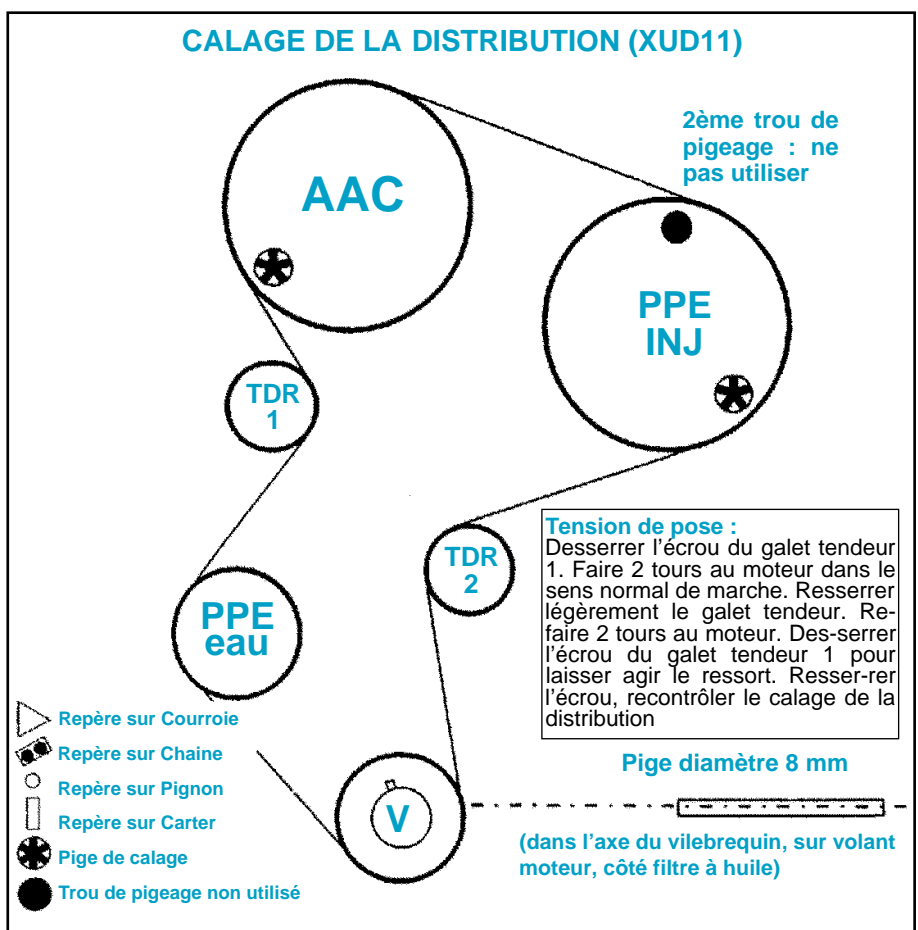 CALAGE DE LA DISTRIBUTION (XUD11)
2ème trou de
pigeage : ne
pas utiliser
AAC
PPE
INJ
TDR
1
TDR
2
PPE
eau
V
Tension de pose :
Desserrer l’écrou du galet tendeur
1. Faire 2 tours au moteur dans le
sens normal de marche. Resserrer
légèrement le galet tendeur. Re-
faire 2 tours au moteur. Des-serrer
l’écrou du galet tendeur 1 pour
laisser agir le ressort. Resser-rer
l’écrou, recontrôler le calage de la
distribution
Repère sur Courroie
Repère sur Chaine
Repère sur Pignon
Repère sur Carter
Pige de calage
Trou de pigeage non utilisé
Pige diamètre 8 mm
(dans l’axe du vilebrequin, sur volant
moteur, côté filtre à huile)